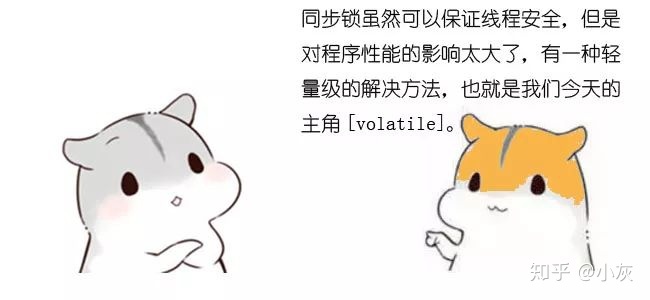 同步锁虽然可以保证线程安全，但是
对程序性能的影响太大了，有一种轻
量级的解决方法，也就是我们今天的
主角[volatile]。
知乎 @小灰